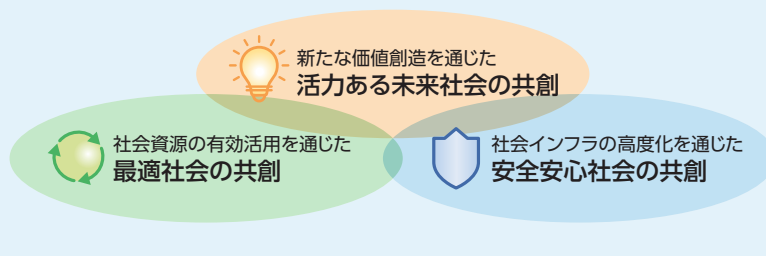 新たな価値創造を通じた
活力ある未来社会の共創
社会資源の有効活用を通じた
最適社会の共創
社会インフラの高度化を通じた
安全安心社会の共創